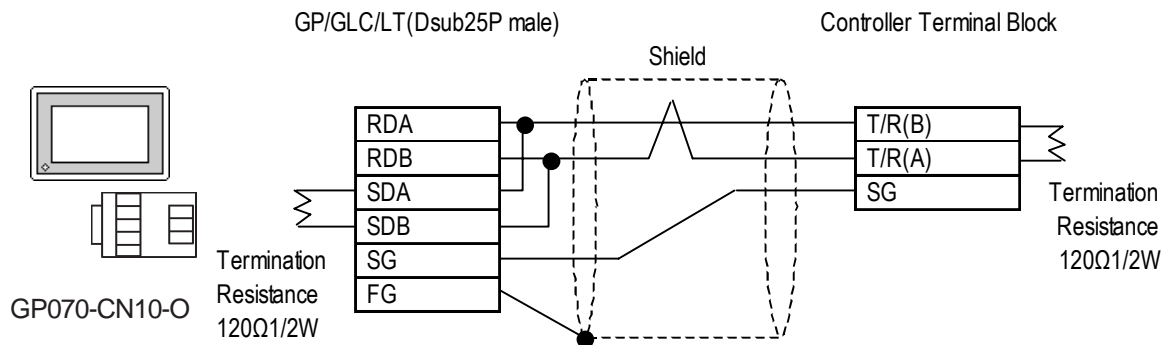 GP/GLC/LT(Dsub25P male)
Controller Terminal Block
Shield
RDA
RDB
SDA
SDB
SG
FG
T/R(B)
T/R(A)
SG
Termination
Resistance
120Ω1/2W
Termination
Resistance
120Ω1/2W
GP070-CN10-O